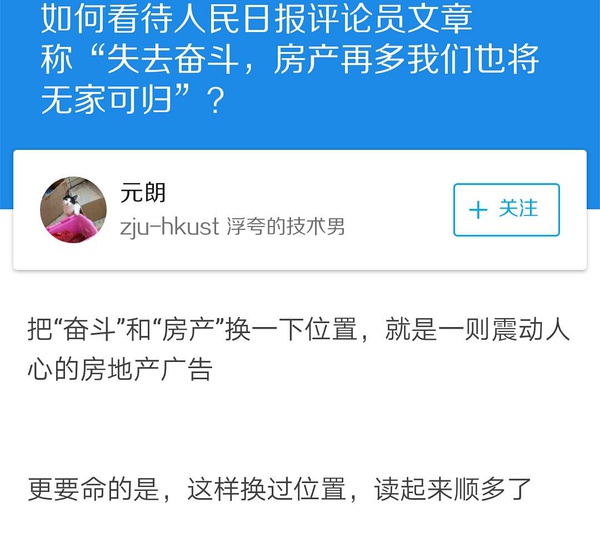 如何看待人民日报评论员文章
称“失去奋斗，房产再多我们也将
无家可归”？
元朗
zju-hkust 浮夸的技术男
+ 关注
把“奋斗”和“房产”换一下位置，就是一则震动人
心的房地产广告
更要命的是，这样换过位置，读起来顺多了